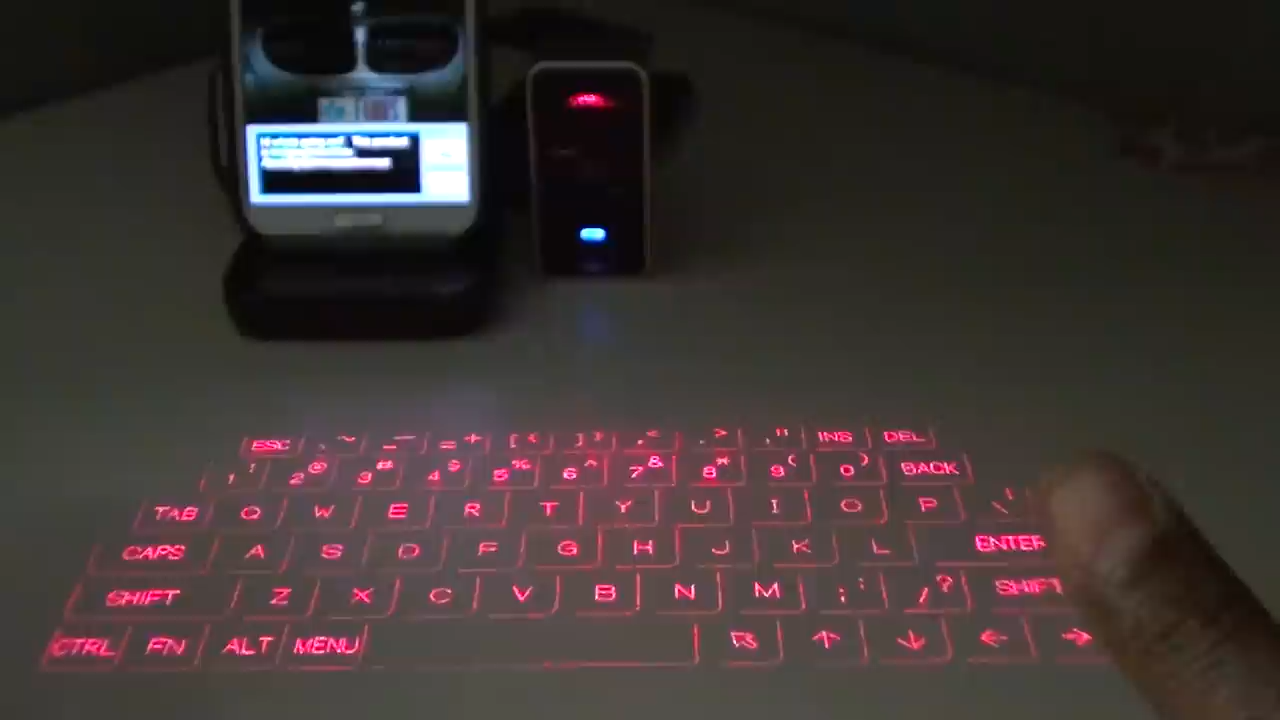 ESC ` ~ - _ = + [ { ] } , < . > ' " INS DEL
1 ! 2 @ 3 # 4 $ 5 % 6 ^ 7 & 8 * 9 ( 0 ) BACK
TAB Q W E R T Y U I O P \ |
CAPS A S D F G H J K L ENTER
SHIFT Z X C V B N M ; : / ? SHIFT
CTRL FN ALT MENU ↖ ↑ ↓ ← →